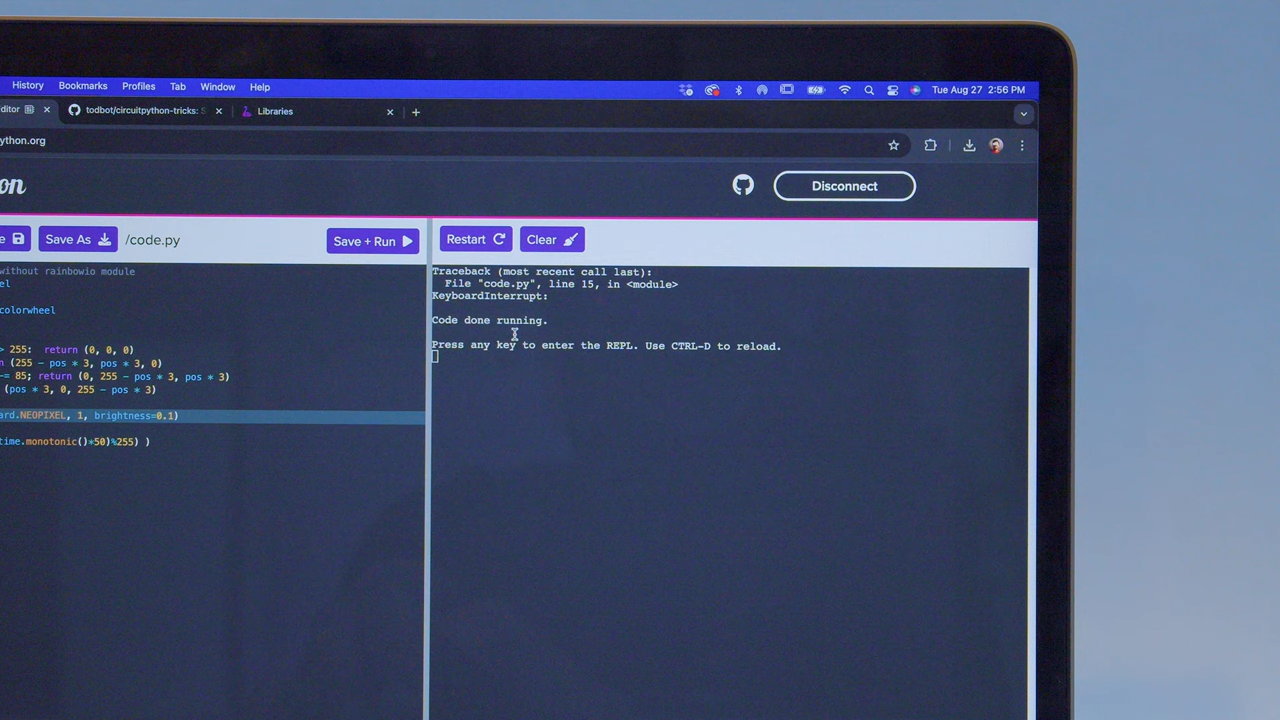 History Bookmarks Profiles Tab Window Help Tue Aug 27 2:56 PM
ditor todbot/circuitpython-tricks: S Libraries
ython.org
on Disconnect
e Save As /code.py Save + Run Restart Clear
without rainbowio module
el
colorwheel
> 255: return (0, 0, 0)
n (255 - pos * 3, pos * 3, 0)
= 85; return (0, 255 - pos * 3, pos * 3)
(pos * 3, 0, 255 - pos * 3)
ard.NEOPIXEL, 1, brightness=0.1)
time.monotonic()*50)%255) )
Traceback (most recent call last):
File "code.py", line 15, in <module>
KeyboardInterrupt:
Code done running.
Press any key to enter the REPL. Use CTRL-D to reload.